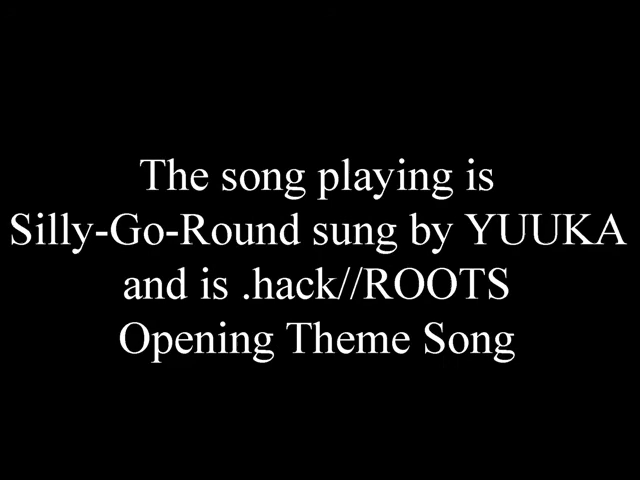 The song playing is
Silly-Go-Round sung by YUUKA
and is .hack//ROOTS
Opening Theme Song